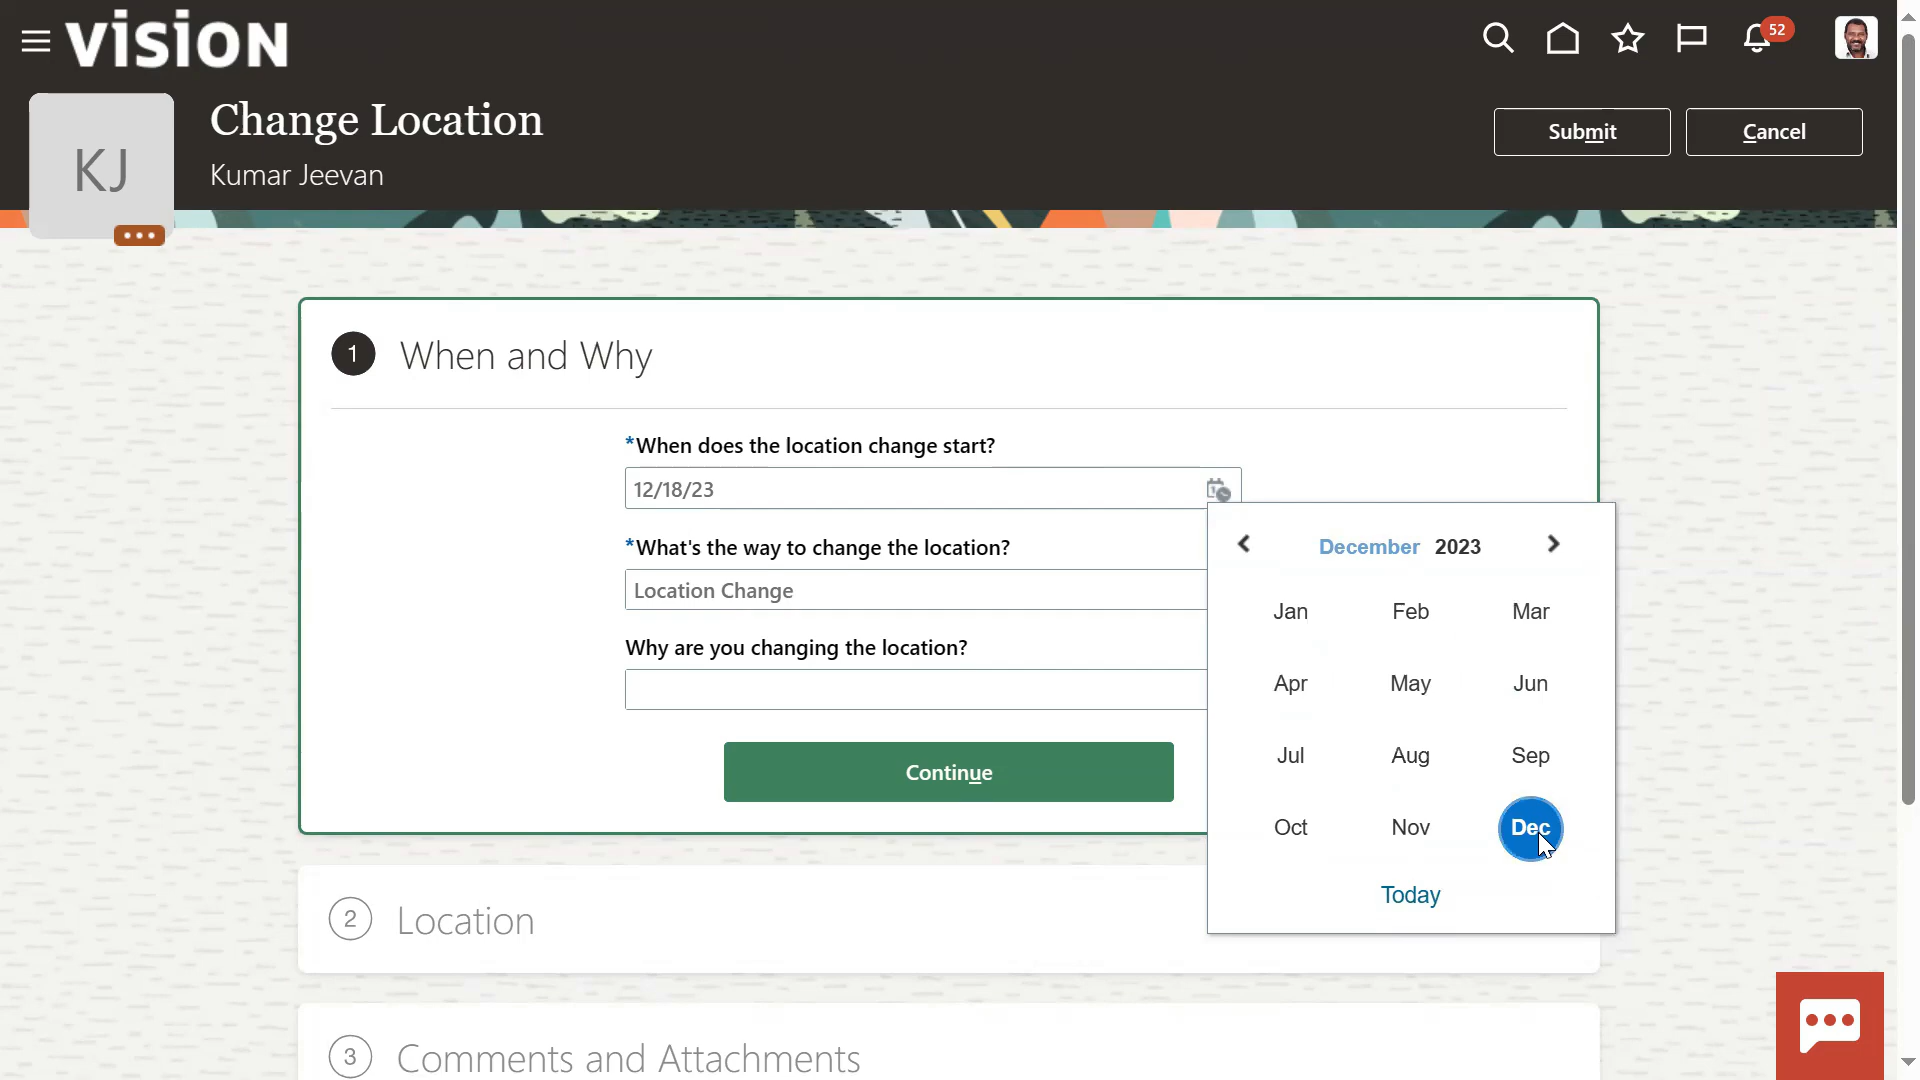 vision
52
KJ
Change Location
Kumar Jeevan
Submit
Cancel
1 When and Why
*When does the location change start?
12/18/23
*What's the way to change the location?
Location Change
Why are you changing the location?
Continue
December 2023
Jan Feb Mar
Apr May Jun
Jul Aug Sep
Oct Nov Dec
Today
2 Location
3 Comments and Attachments